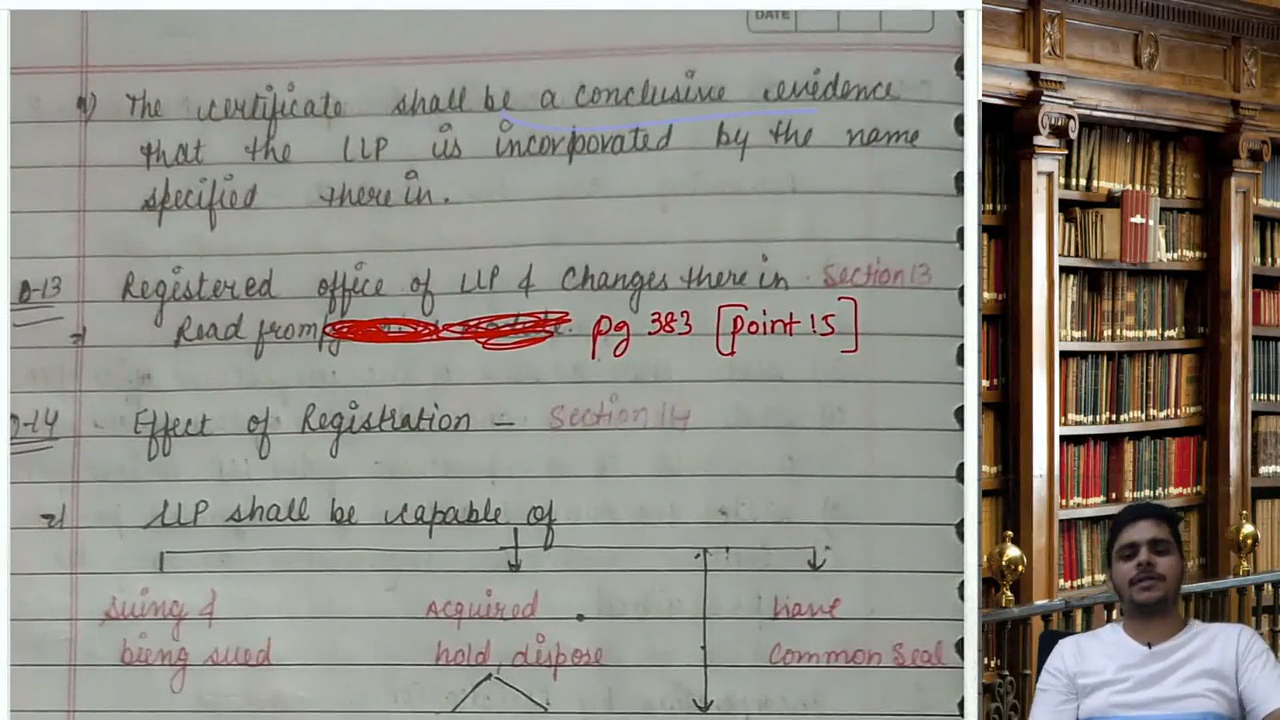 DATE
The certificate shall be a conclusive evidence
that the LLP is incorporated by the name
specified there in.
Q-13 Registered office of LLP & Changes there in. Section 13
Read from pg 383 [point 15]
Q-14 Effect of Registration - Section 14
LLP shall be capable of
suing & Acquired have
bieng sued hold, dispose Common Seal